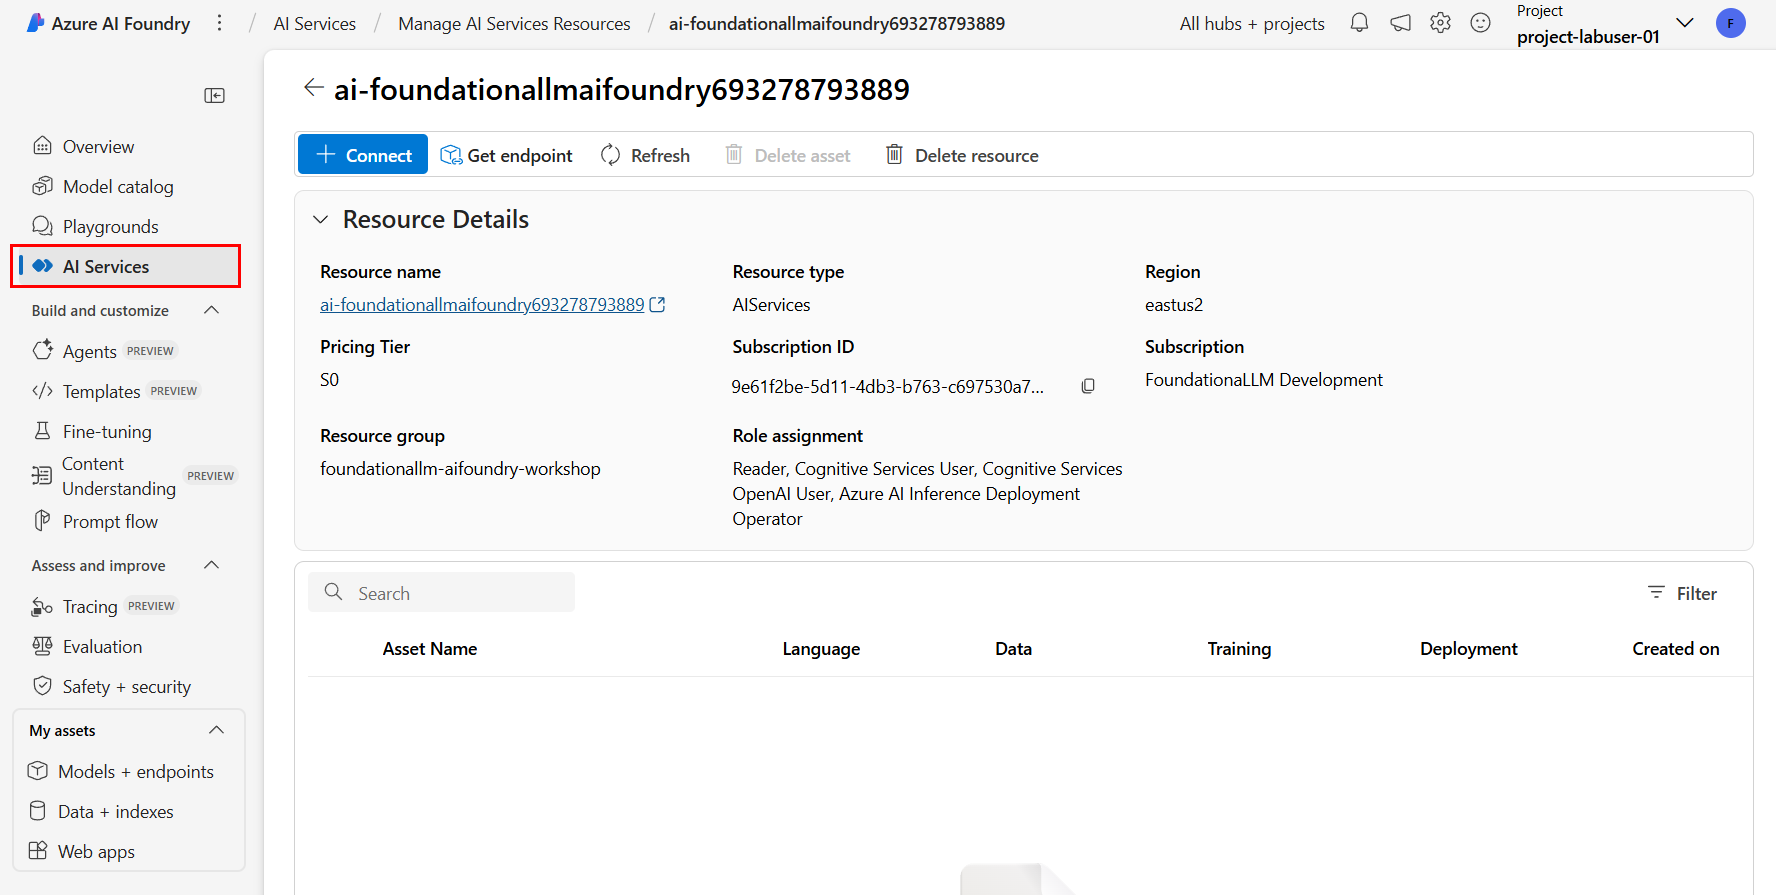 Azure AI Foundry / AI Services / Manage AI Services Resources / ai-foundationallmaifoundry693278793889
All hubs + projects
Project
project-labuser-01
F
Overview
Model catalog
Playgrounds
AI Services
Build and customize
Agents PREVIEW
Templates PREVIEW
Fine-tuning
Content
Understanding PREVIEW
Prompt flow
Assess and improve
Tracing PREVIEW
Evaluation
Safety + security
My assets
Models + endpoints
Data + indexes
Web apps
ai-foundationallmaifoundry693278793889
Connect Get endpoint Refresh Delete asset Delete resource
Resource Details
Resource name
ai-foundationallmaifoundry693278793889
Resource type
AIServices
Region
eastus2
Pricing Tier
S0
Subscription ID
9e61f2be-5d11-4db3-b763-c697530a7...
Subscription
FoundationaLLM Development
Resource group
foundationallm-aifoundry-workshop
Role assignment
Reader, Cognitive Services User, Cognitive Services
OpenAI User, Azure AI Inference Deployment
Operator
Search
Filter
Asset Name Language Data Training Deployment Created on